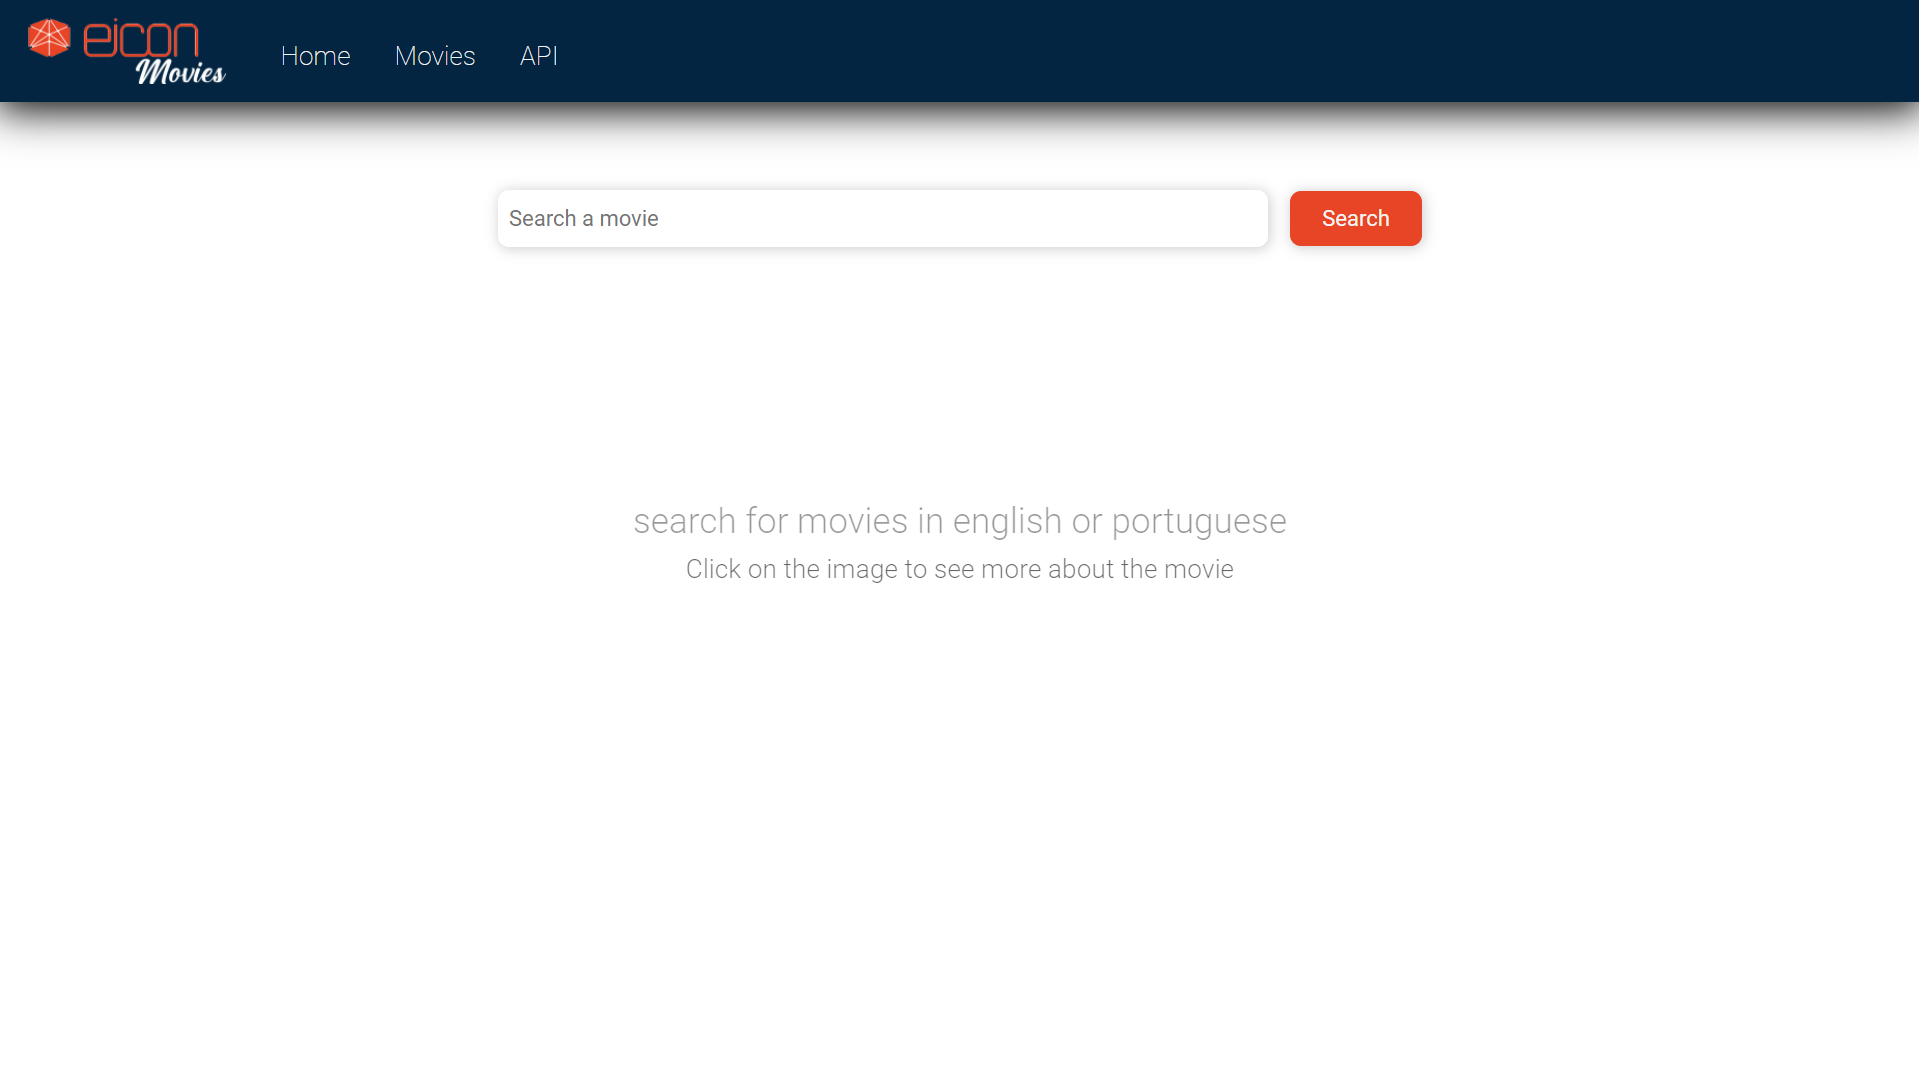 eicon
Movies
Home
Movies
API
Search a movie
Search
search for movies in english or portuguese
Click on the image to see more about the movie